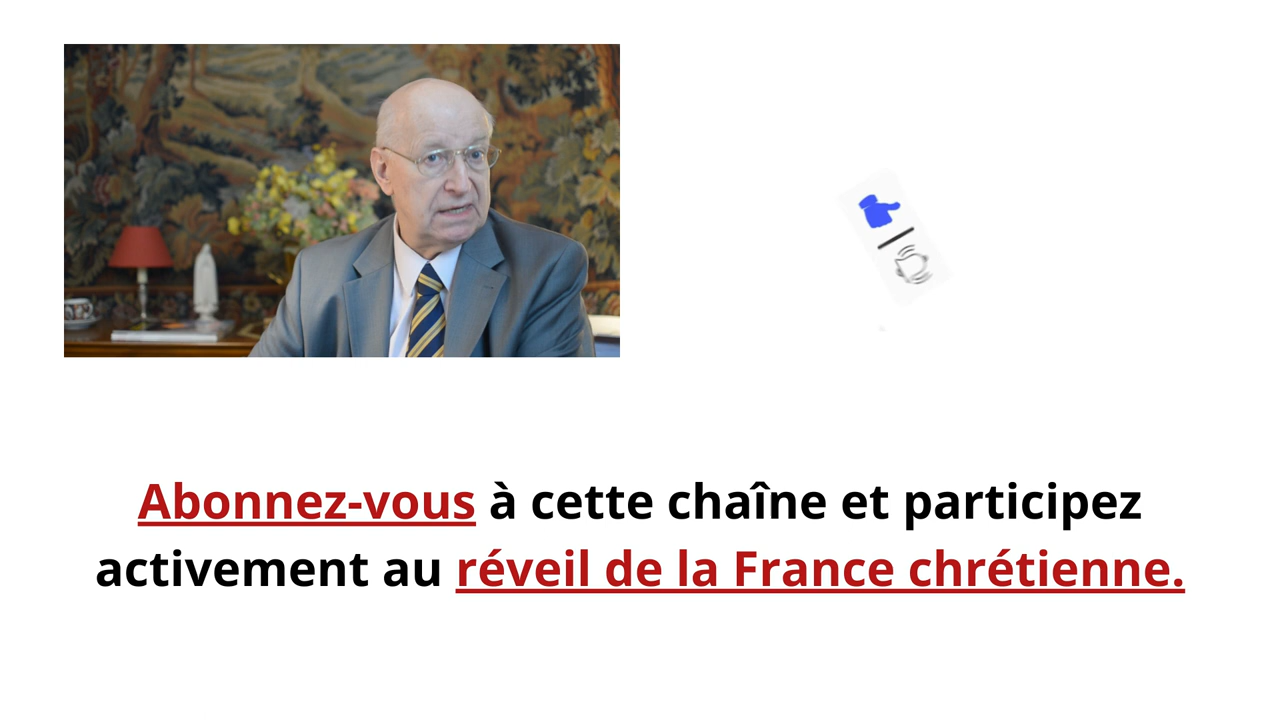 Abonnez-vous à cette chaîne et participez
activement au réveil de la France chrétienne.